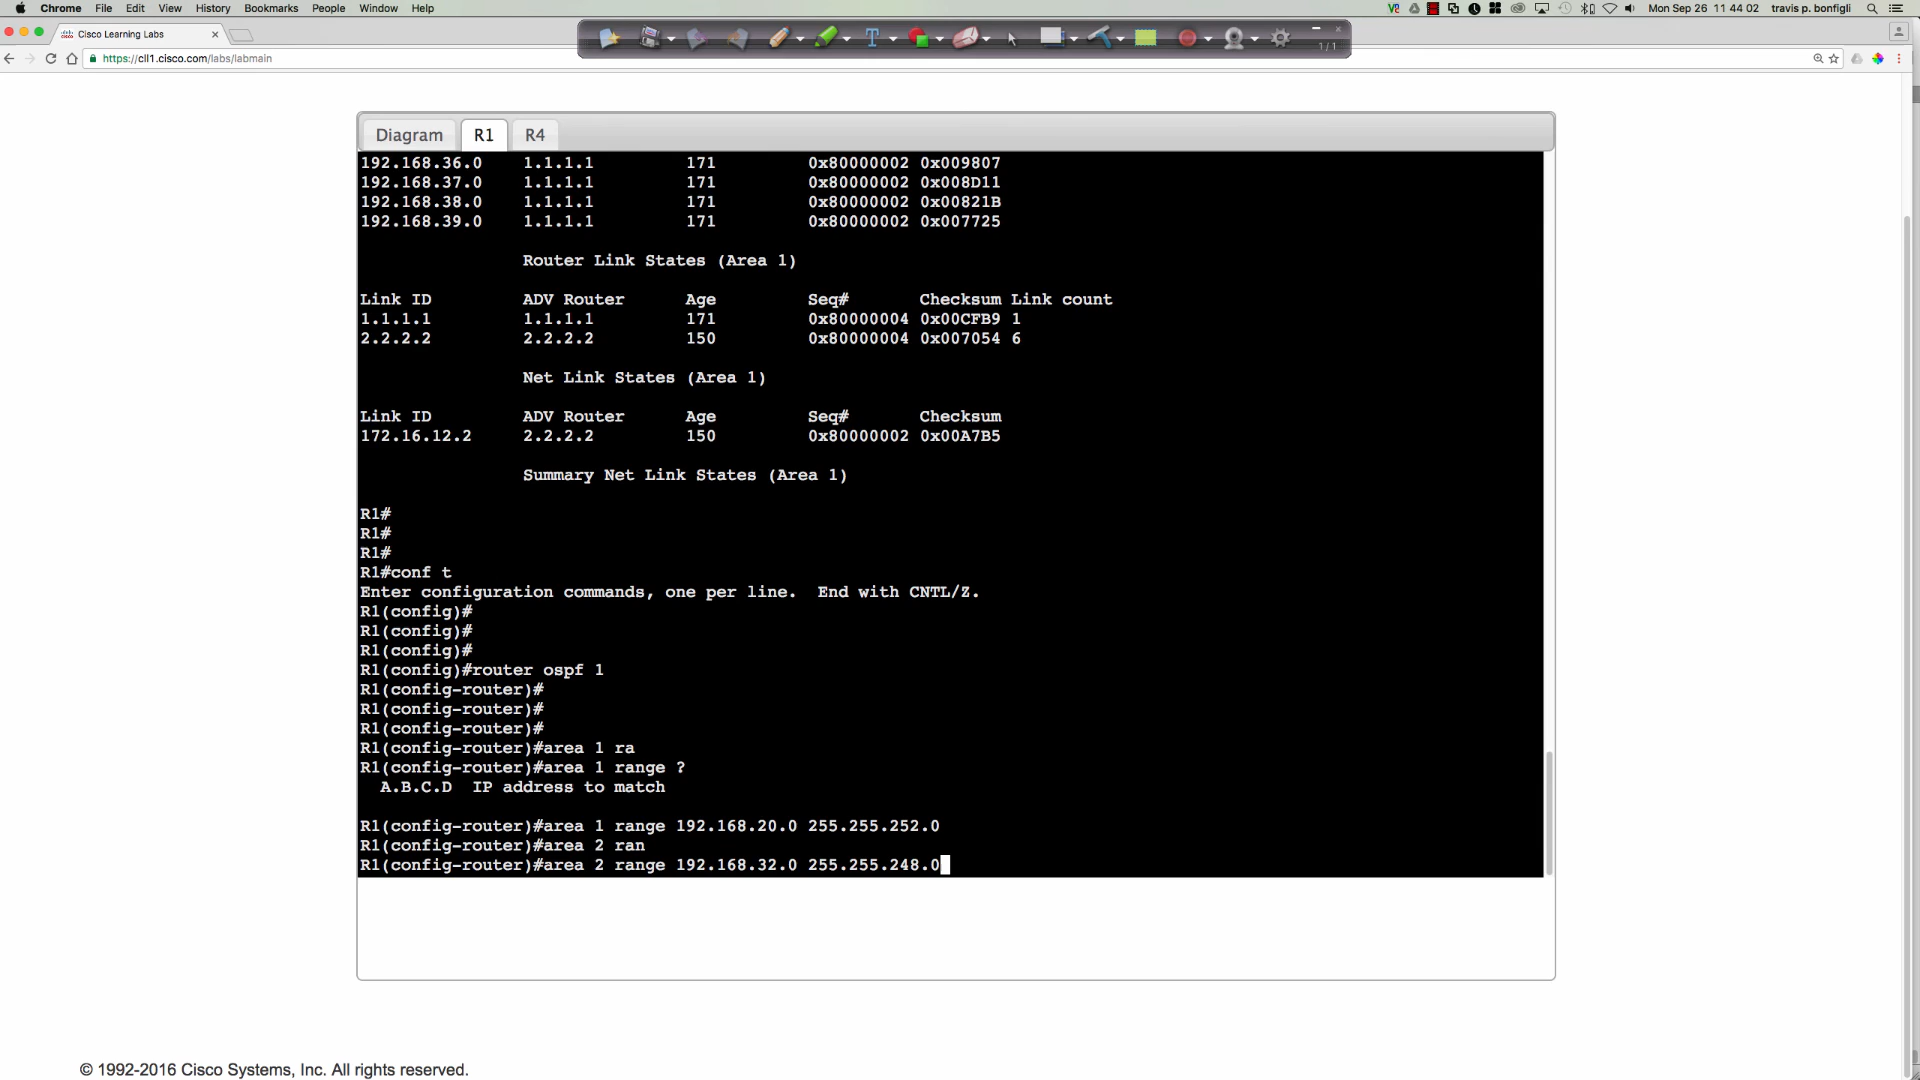 Chrome File Edit View History Bookmarks People Window Help Mon Sep 26 11 44 02 travis p. bonfigli
Cisco Learning Labs
1/1
https://cll1.cisco.com/labs/labmain
Diagram R1 R4
192.168.36.0 1.1.1.1 171 0x80000002 0x009807
192.168.37.0 1.1.1.1 171 0x80000002 0x008D11
192.168.38.0 1.1.1.1 171 0x80000002 0x00821B
192.168.39.0 1.1.1.1 171 0x80000002 0x007725
Router Link States (Area 1)
Link ID ADV Router Age Seq# Checksum Link count
1.1.1.1 1.1.1.1 171 0x80000004 0x00CFB9 1
2.2.2.2 2.2.2.2 150 0x80000004 0x007054 6
Net Link States (Area 1)
Link ID ADV Router Age Seq# Checksum
172.16.12.2 2.2.2.2 150 0x80000002 0x00A7B5
Summary Net Link States (Area 1)
R1#
R1#
R1#
R1#conf t
Enter configuration commands, one per line. End with CNTL/Z.
R1(config)#
R1(config)#
R1(config)#
R1(config)#router ospf 1
R1(config-router)#
R1(config-router)#
R1(config-router)#
R1(config-router)#area 1 ra
R1(config-router)#area 1 range ?
A.B.C.D IP address to match
R1(config-router)#area 1 range 192.168.20.0 255.255.252.0
R1(config-router)#area 2 ran
R1(config-router)#area 2 range 192.168.32.0 255.255.248.0
© 1992-2016 Cisco Systems, Inc. All rights reserved.